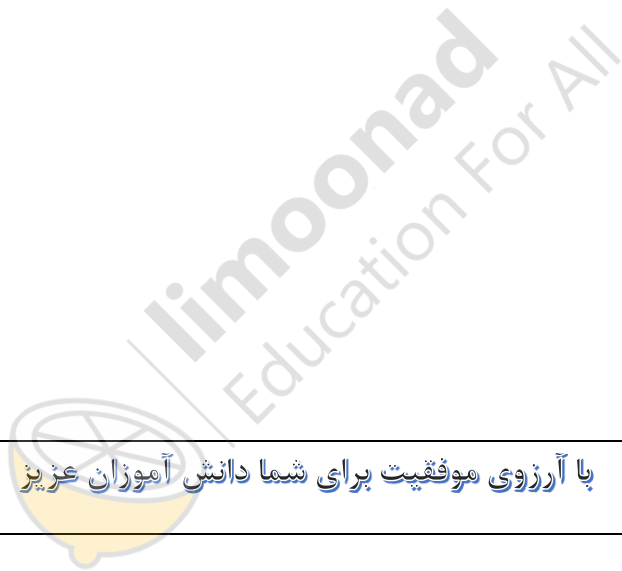 limoonad
Education For All
با آرزوی موفقیت برای شما دانش آموزان عزیز